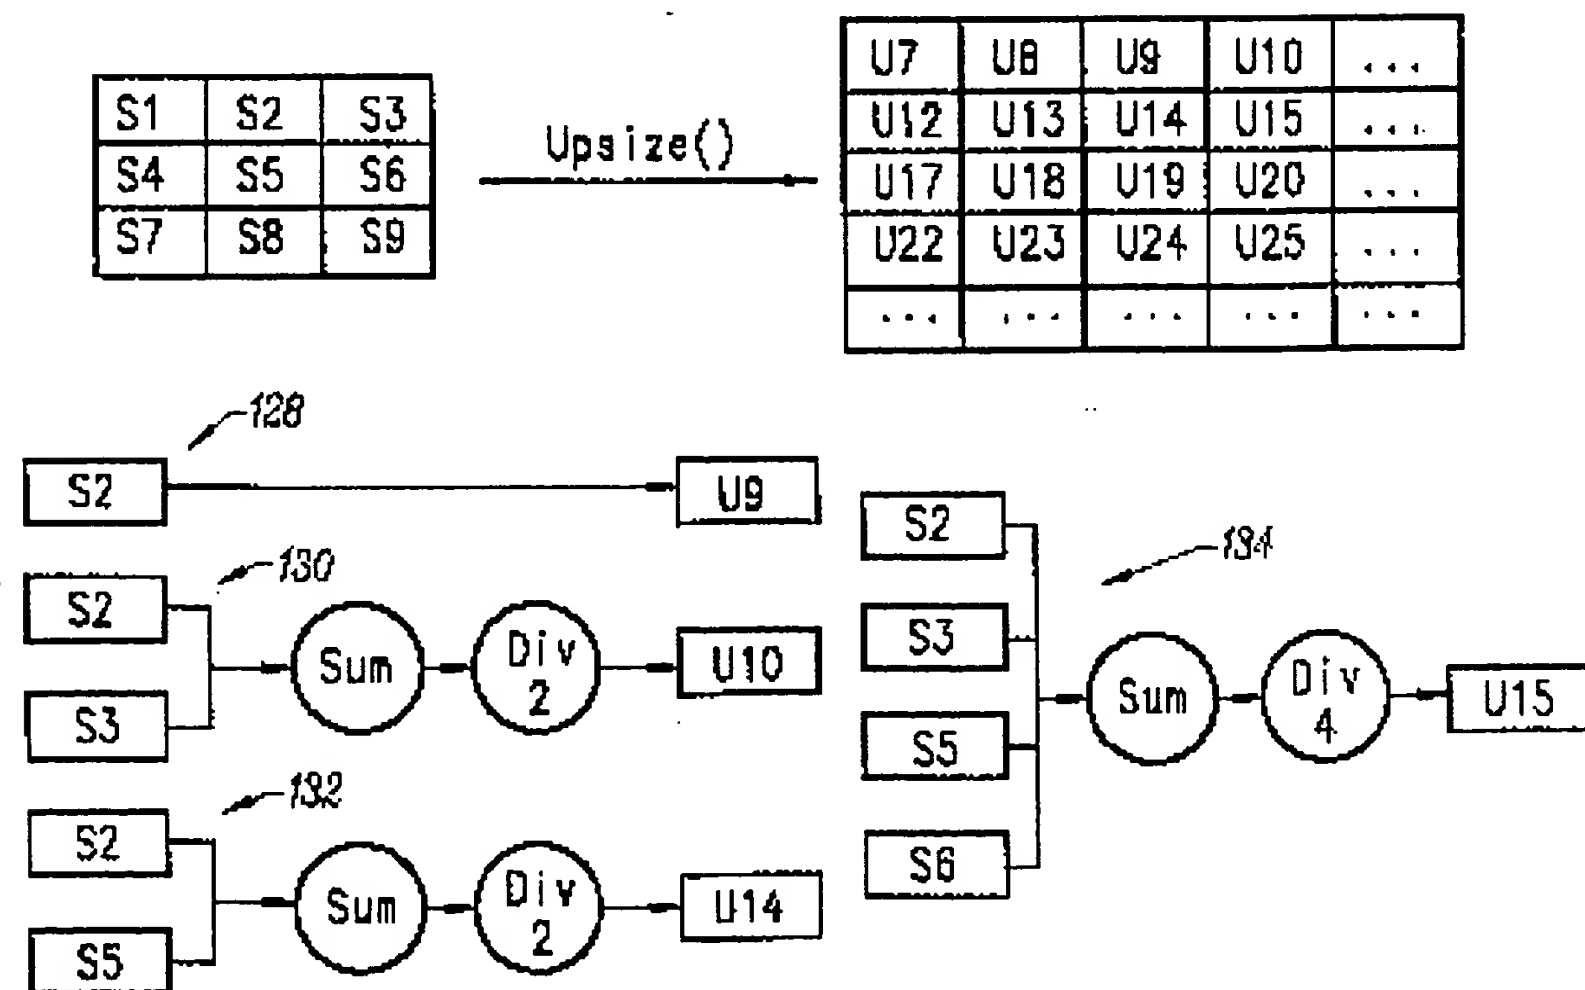 S1 S2 S3
S4 S5 S6
S7 S8 S9
Upsize()
U7 U8 U9 U10 ...
U12 U13 U14 U15 ...
U17 U18 U19 U20 ...
U22 U23 U24 U25 ...
... ... ... ... ...
128
S2 U9
130
S2
S3
Sum
Div 2
U10
132
S2
S5
Sum
Div 2
U14
134
S2
S3
S5
S6
Sum
Div 4
U15